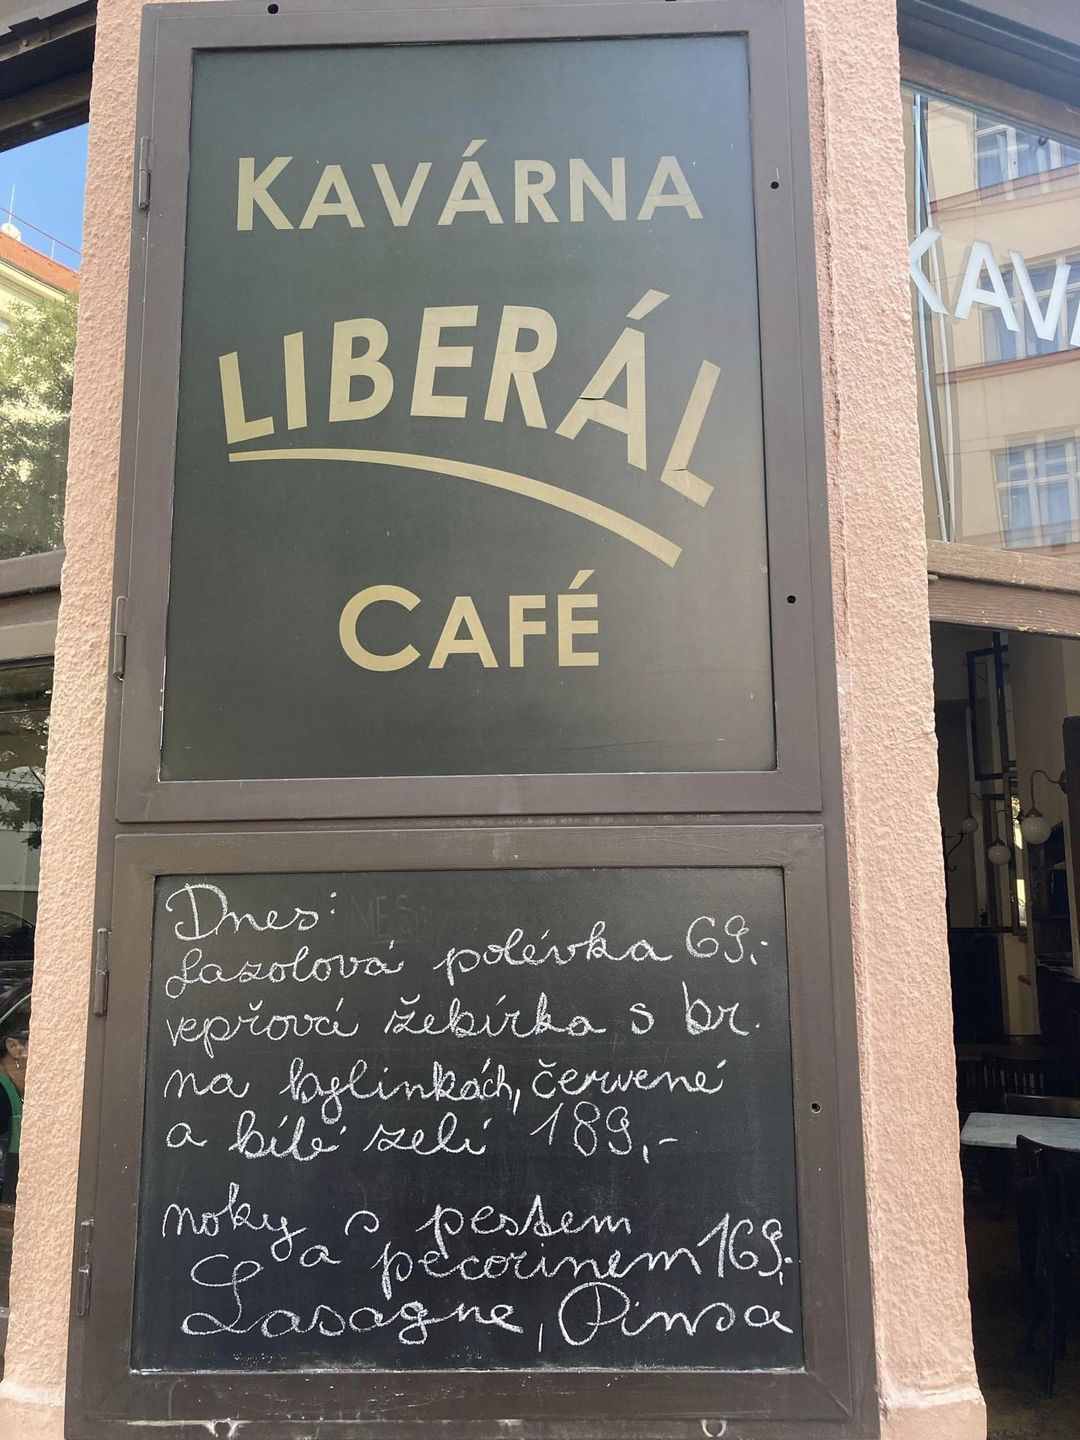 KAVÁRNA
LIBERÁL
CAFÉ
KAVÁ
Dnes:
fazolová polévka 69,-
vepřová žebírka s br.
na bylinkách, červené
a bílé zelí 189,-
noky s pestem
a pecorinem 169,-
Lasagne, Pinsa